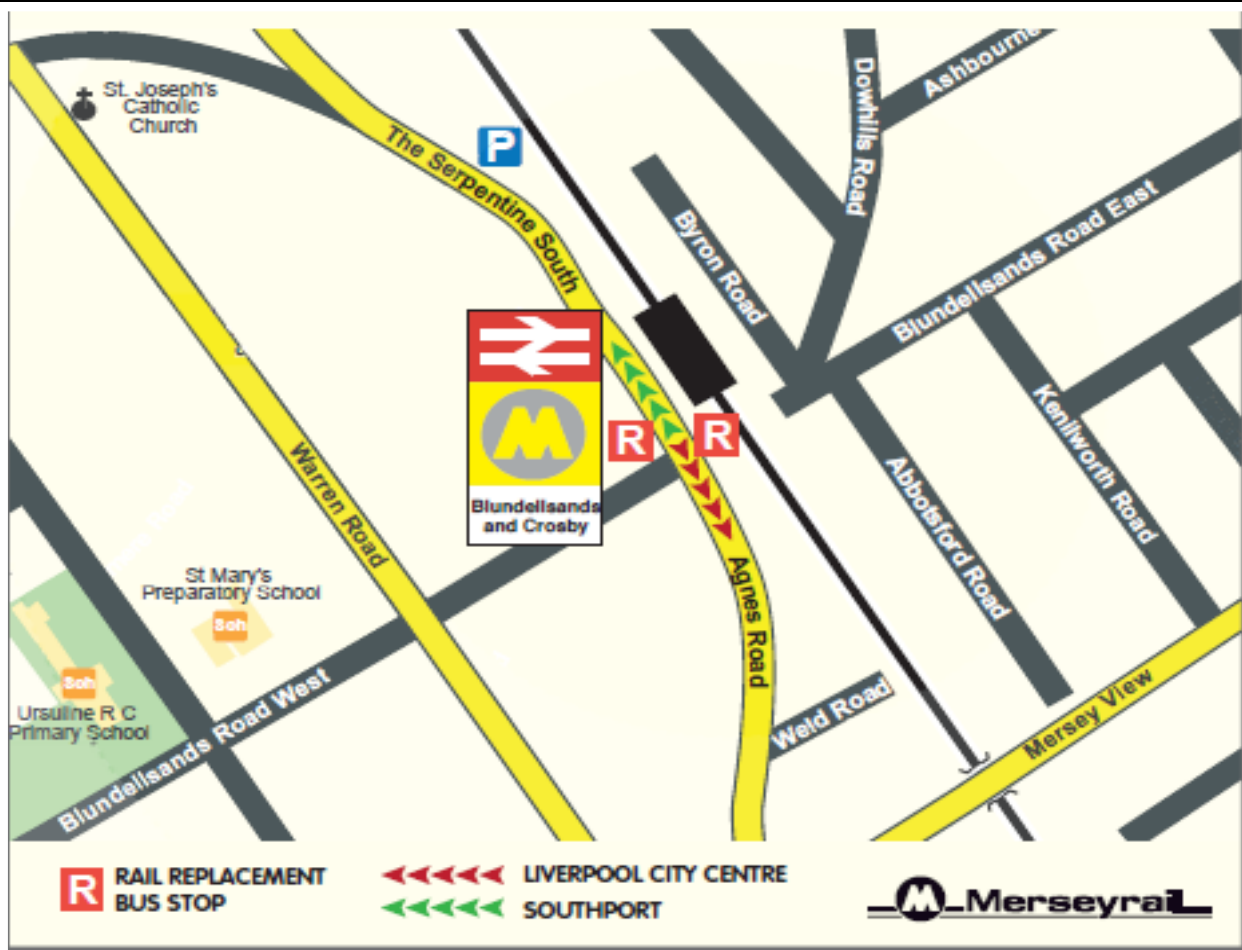 St. Joseph's
Catholic
Church
The Serpentine South
P
Dowhills Road
Ashbourne
Byron Road
Blundellsands Road East
R
R
Blundellsands
and Crosby
Warren Road
Kenilworth Road
Abbotsford Road
St Mary's
Preparatory School
Sch
Agnes Road
Sch
Ursuline R C
Primary School
Blundellsands Road West
Weld Road
Mersey View
R
RAIL REPLACEMENT
BUS STOP
LIVERPOOL CITY CENTRE
SOUTHPORT
M
Merseyrail